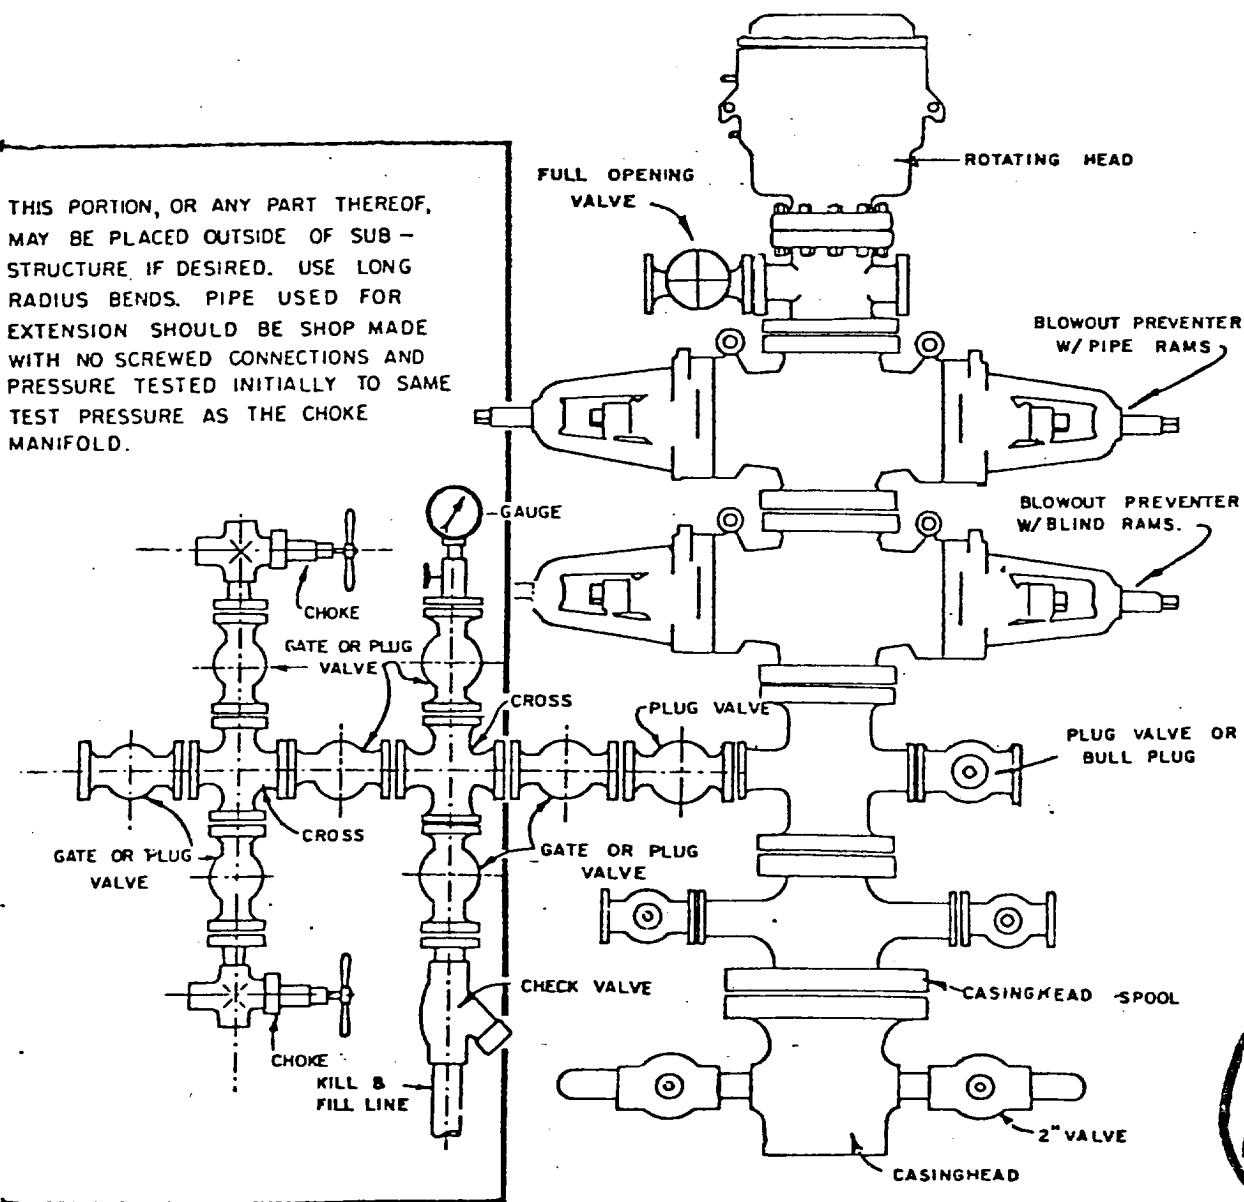 ROTATING HEAD
FULL OPENING
VALVE
THIS PORTION, OR ANY PART THEREOF,
MAY BE PLACED OUTSIDE OF SUB-
STRUCTURE IF DESIRED. USE LONG
RADIUS BENDS. PIPE USED FOR
EXTENSION SHOULD BE SHOP MADE
WITH NO SCREWED CONNECTIONS AND
PRESSURE TESTED INITIALLY TO SAME
TEST PRESSURE AS THE CHOKE
MANIFOLD.
BLOWOUT PREVENTER
W/ PIPE RAMS
BLOWOUT PREVENTER
W/ BLIND RAMS.
GAUGE
CHOKE
GATE OR PLUG
VALVE
CROSS
PLUG VALVE
PLUG VALVE OR
BULL PLUG
CROSS
GATE OR PLUG
VALVE
GATE OR PLUG
VALVE
CHECK VALVE
CASINGHEAD SPOOL
CHOKE
KILL &
FILL LINE
2" VALVE
CASINGHEAD